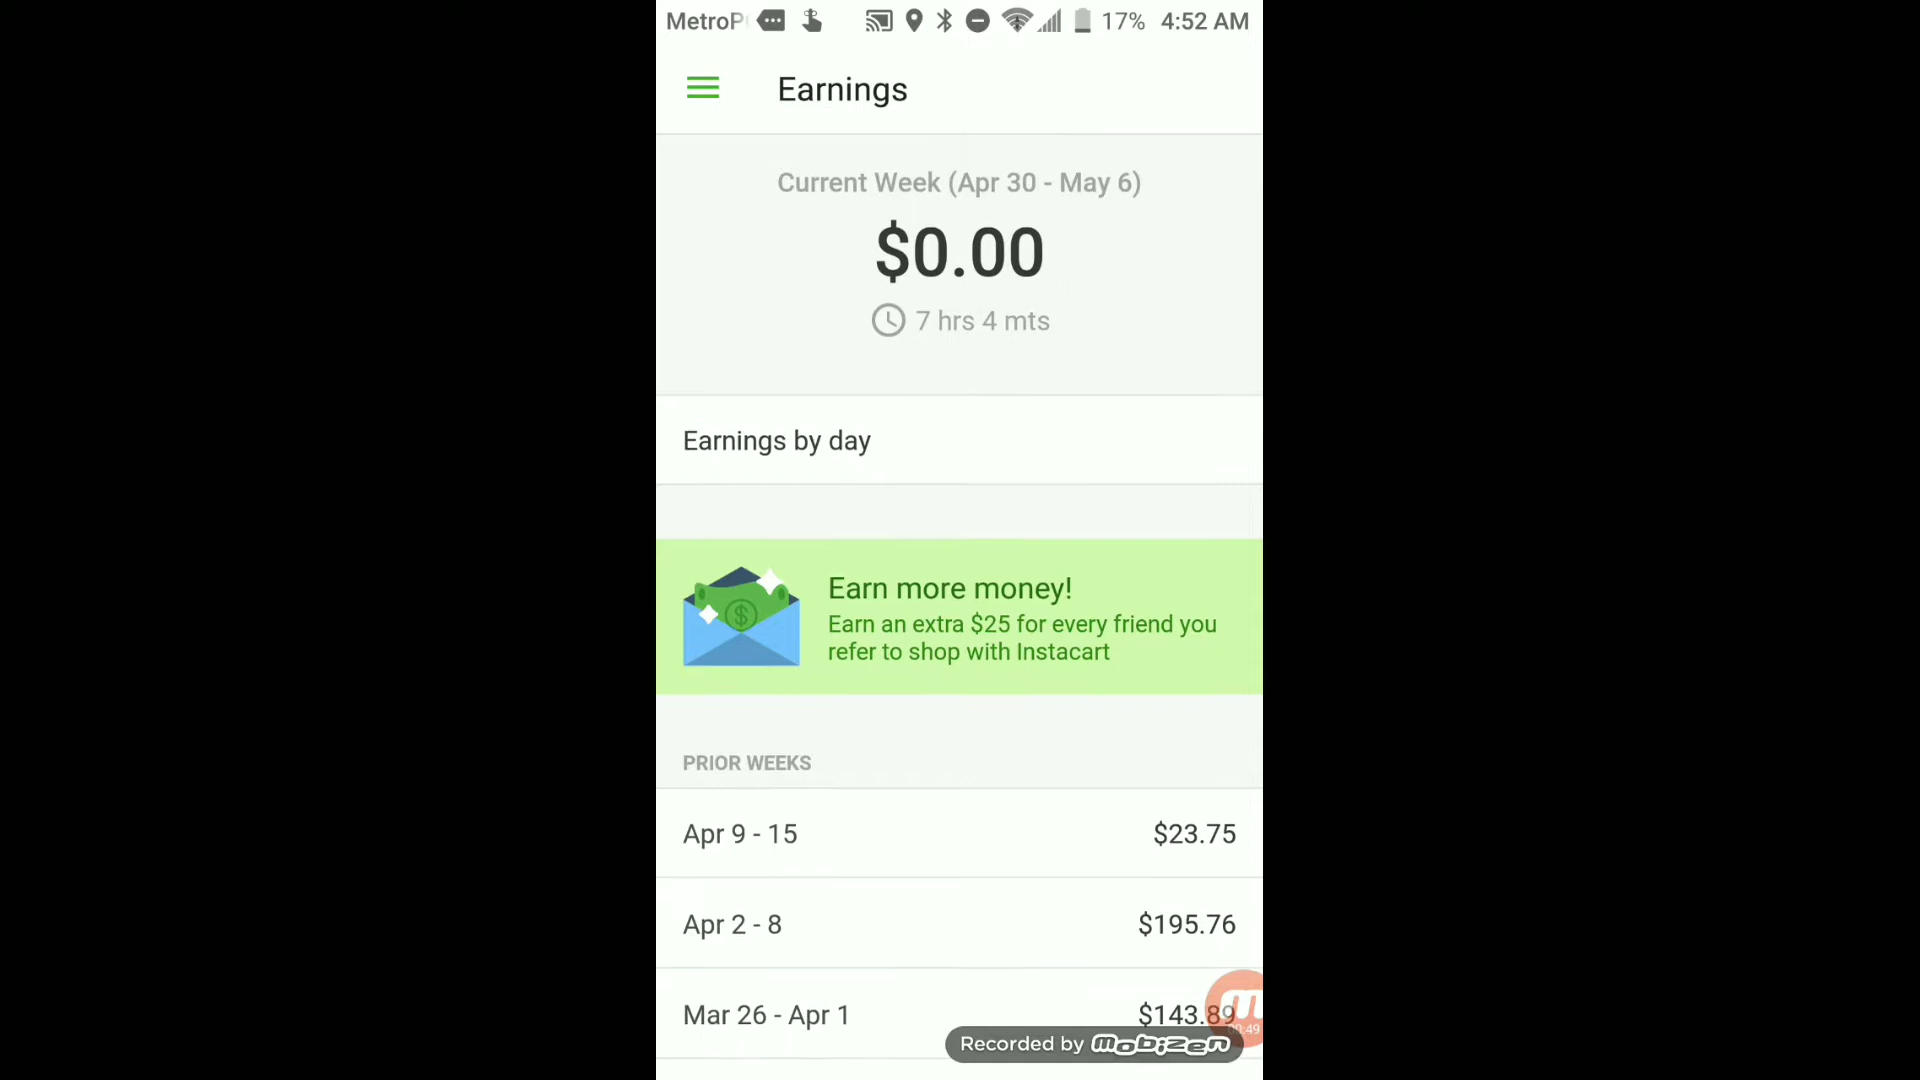 MetroP 17% 4:52 AM
Earnings
Current Week (Apr 30 - May 6)
$0.00
7 hrs 4 mts
Earnings by day
Earn more money!
Earn an extra $25 for every friend you
refer to shop with Instacart
PRIOR WEEKS
Apr 9 - 15 $23.75
Apr 2 - 8 $195.76
Mar 26 - Apr 1 $143.89
00:49
Recorded by mobizen